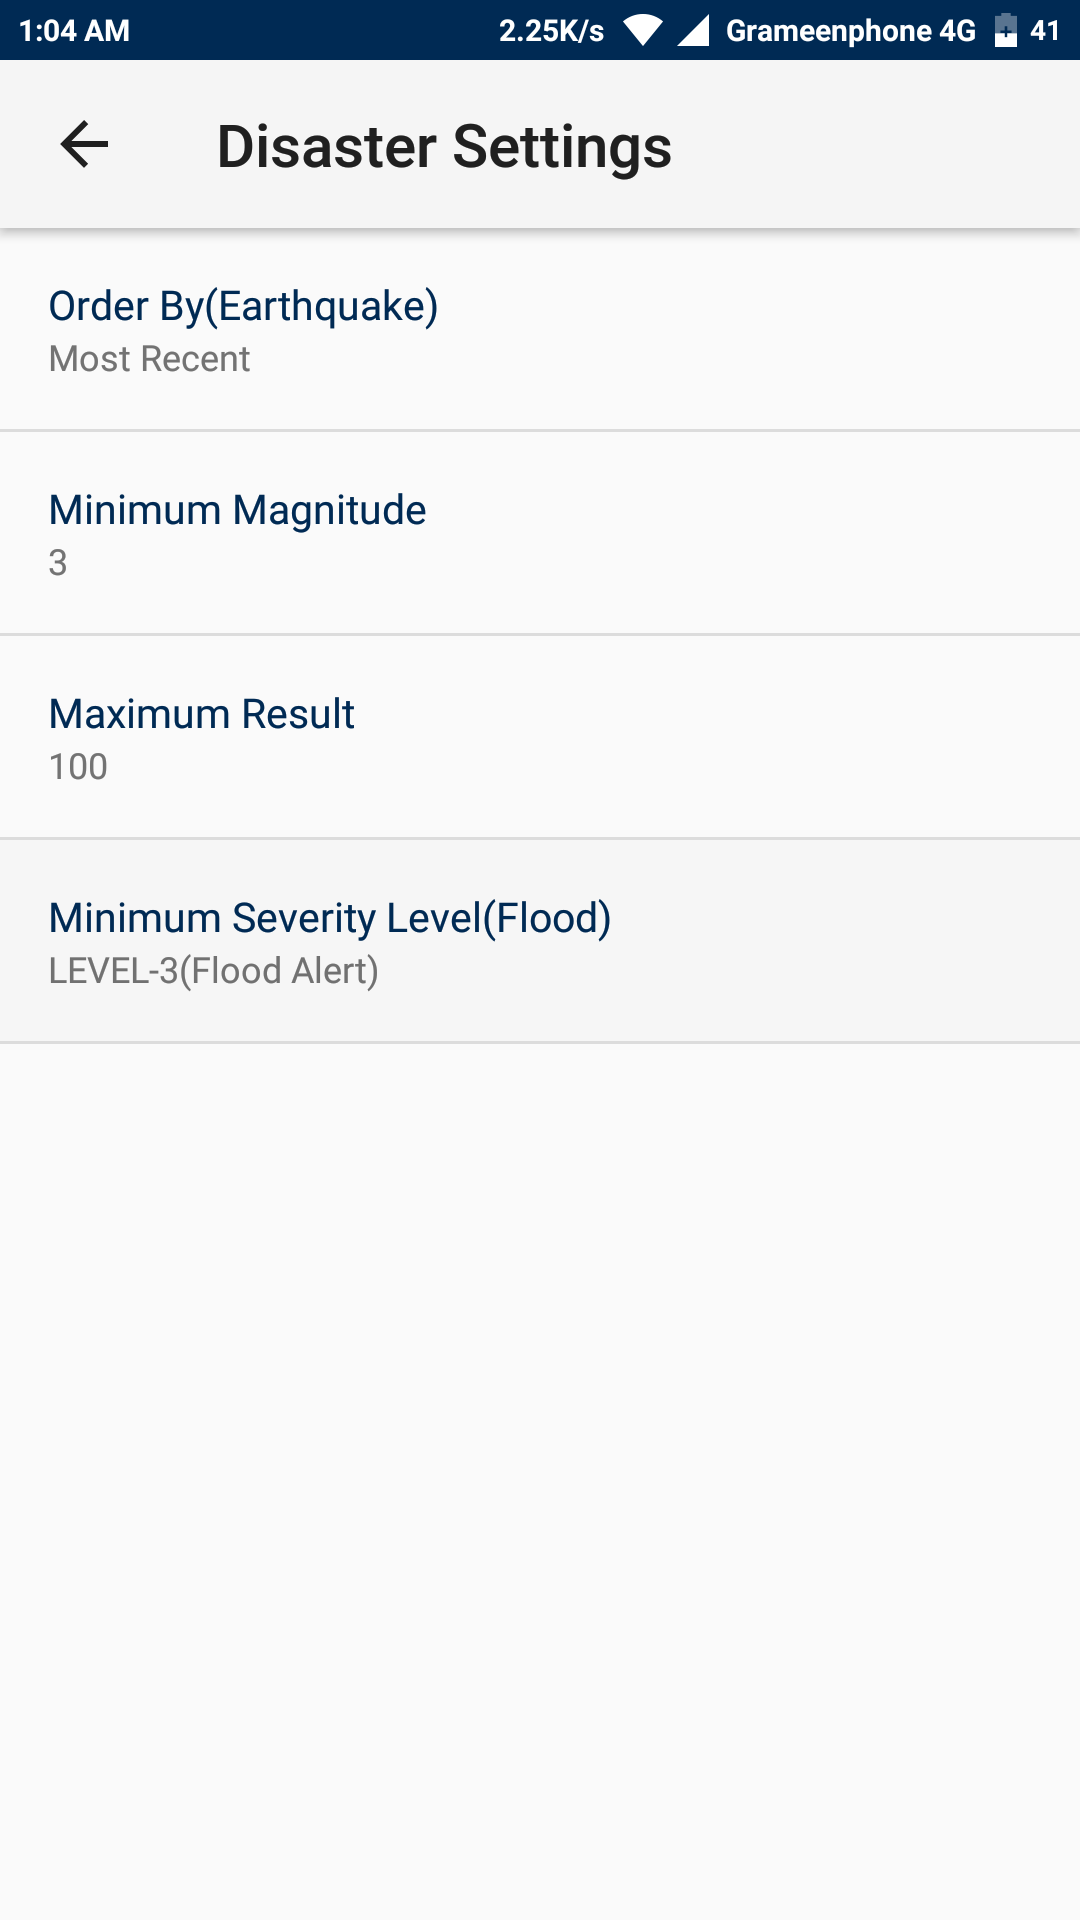 1:04 AM 2.25K/s Grameenphone 4G 41
Disaster Settings
Order By(Earthquake)
Most Recent
Minimum Magnitude
3
Maximum Result
100
Minimum Severity Level(Flood)
LEVEL-3(Flood Alert)